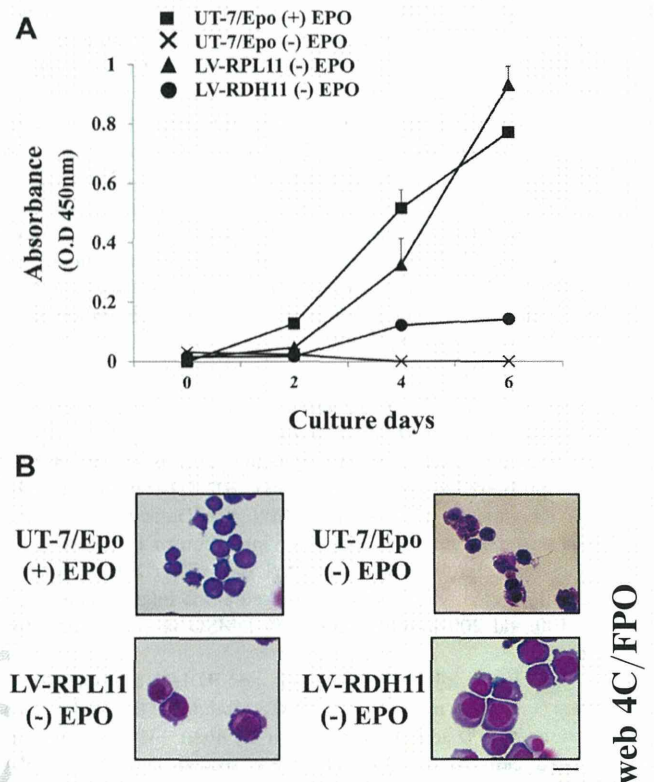 A
UT-7/Epo (+) EPO
UT-7/Epo (-) EPO
LV-RPL11 (-) EPO
LV-RDH11 (-) EPO
Absorbance
(O.D 450nm)
1
0.8
0.6
0.4
0.2
0
0 2 4 6
Culture days
B
UT-7/Epo
(+) EPO
UT-7/Epo
(-) EPO
LV-RPL11
(-) EPO
LV-RDH11
(-) EPO
web 4C/FPO